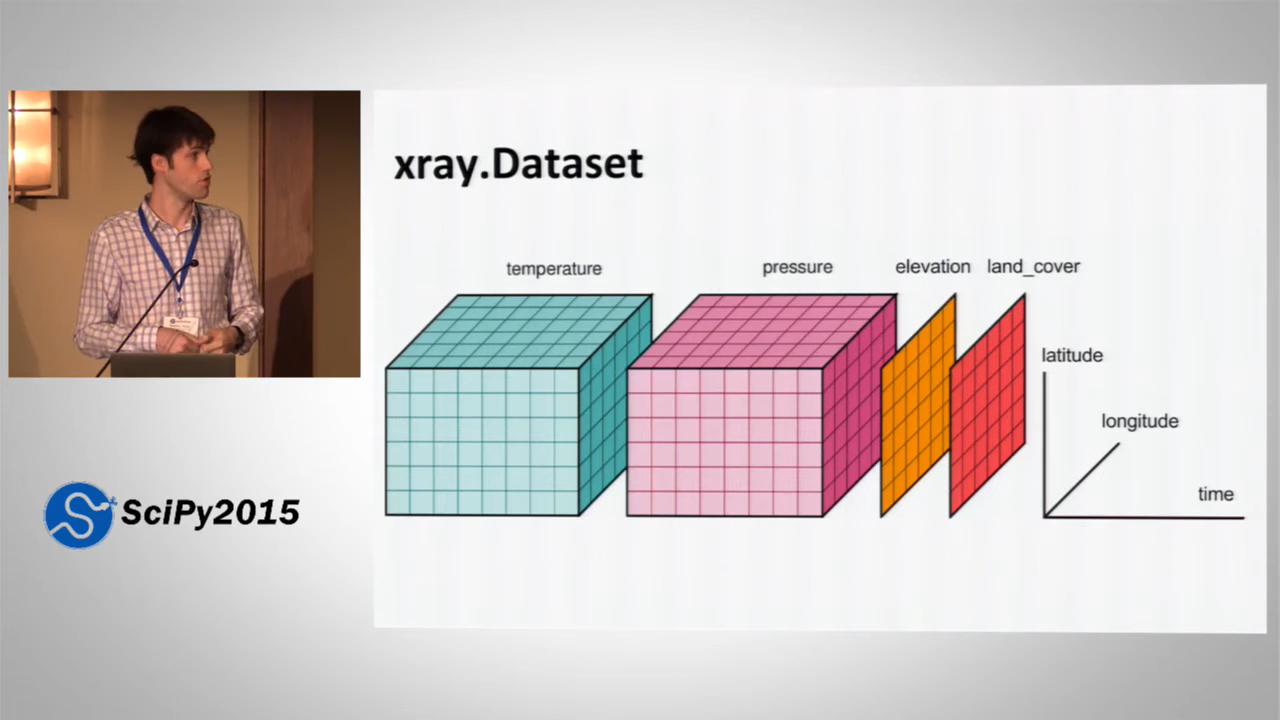 xray.Dataset
temperature pressure elevation land_cover
latitude
longitude
time
SciPy2015